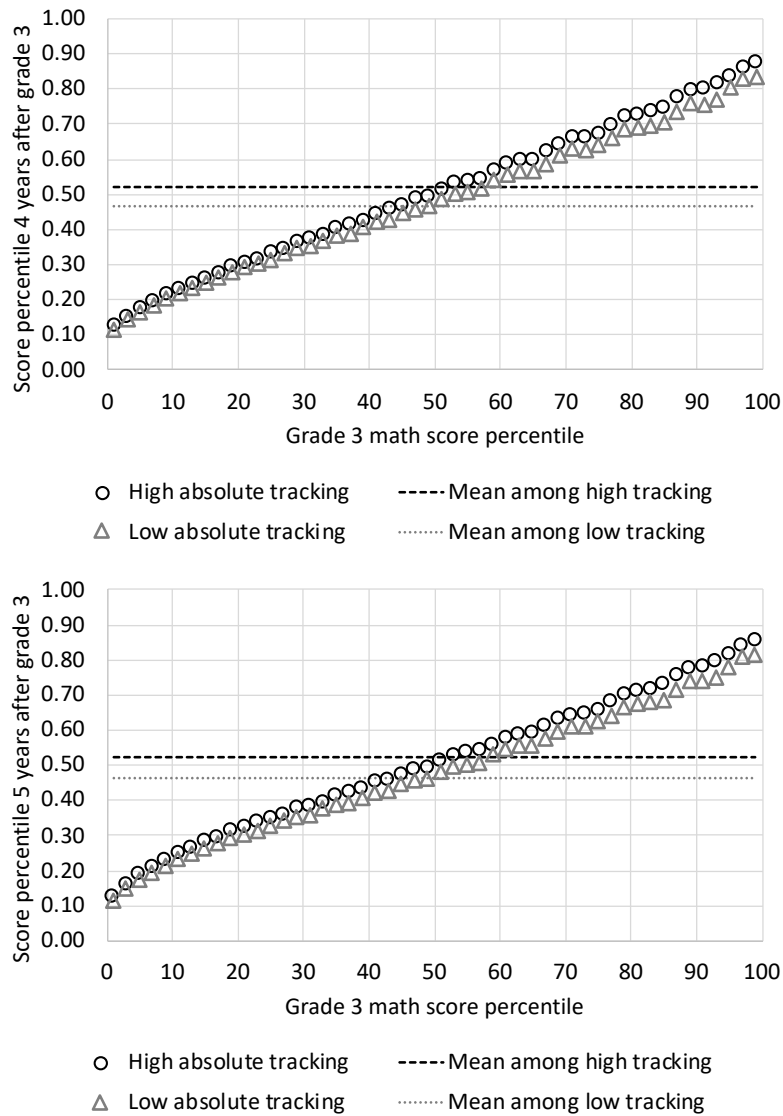 Score percentile 4 years after grade 3
1.00
0.90
0.80
0.70
0.60
0.50
0.40
0.30
0.20
0.10
0.00
0 10 20 30 40 50 60 70 80 90 100
Grade 3 math score percentile
High absolute tracking Mean among high tracking
Low absolute tracking Mean among low tracking
Score percentile 5 years after grade 3
1.00
0.90
0.80
0.70
0.60
0.50
0.40
0.30
0.20
0.10
0.00
0 10 20 30 40 50 60 70 80 90 100
Grade 3 math score percentile
High absolute tracking Mean among high tracking
Low absolute tracking Mean among low tracking